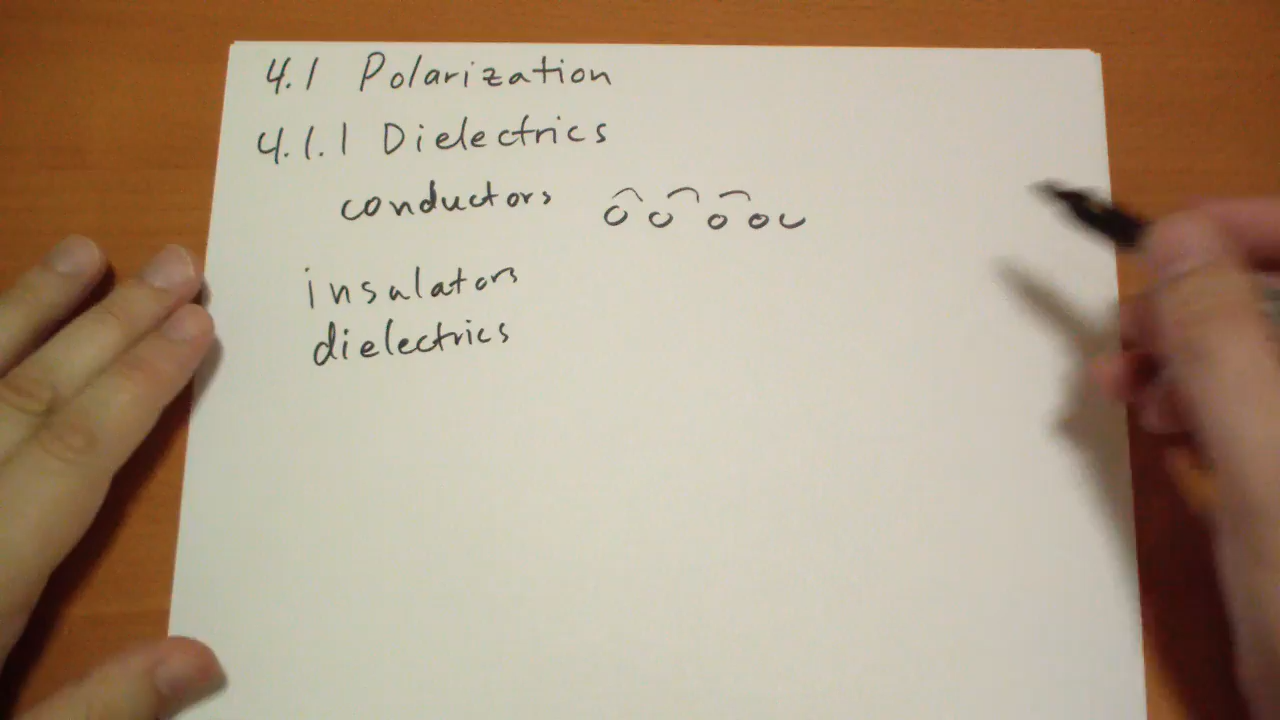 4.1 Polarization
4.1.1 Dielectrics
conductors
insulators
dielectrics